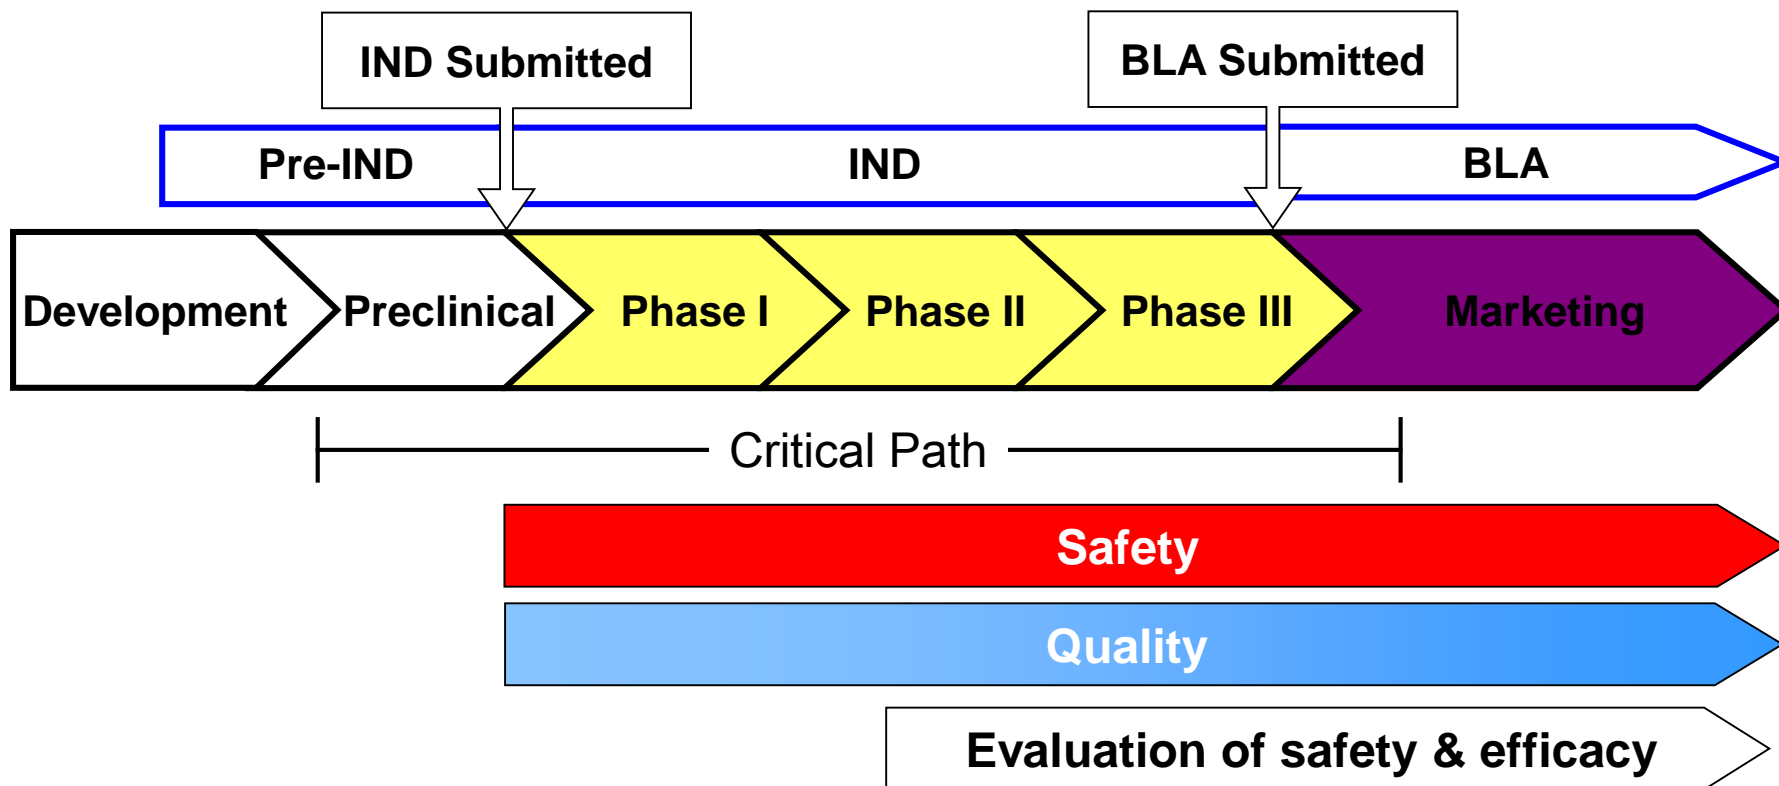 IND Submitted
BLA Submitted
Pre-IND
IND
BLA
Development
Preclinical
Phase I
Phase II
Phase III
Marketing
Critical Path
Safety
Quality
Evaluation of safety & efficacy